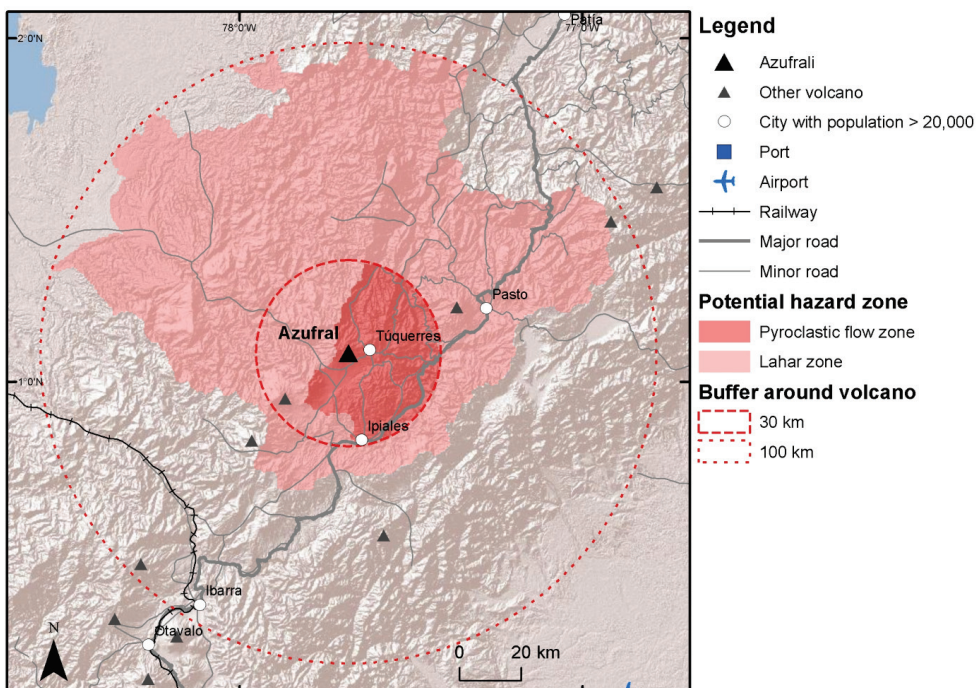 Patía
2°0'N
78°0'W
77°0'W
Pasto
Azufral
Túquerres
1°0'N
Ipiales
Ibarra
Otavalo
N
0 20 km
Legend
Azufrali
Other volcano
City with population > 20,000
Port
Airport
Railway
Major road
Minor road
Potential hazard zone
Pyroclastic flow zone
Lahar zone
Buffer around volcano
30 km
100 km